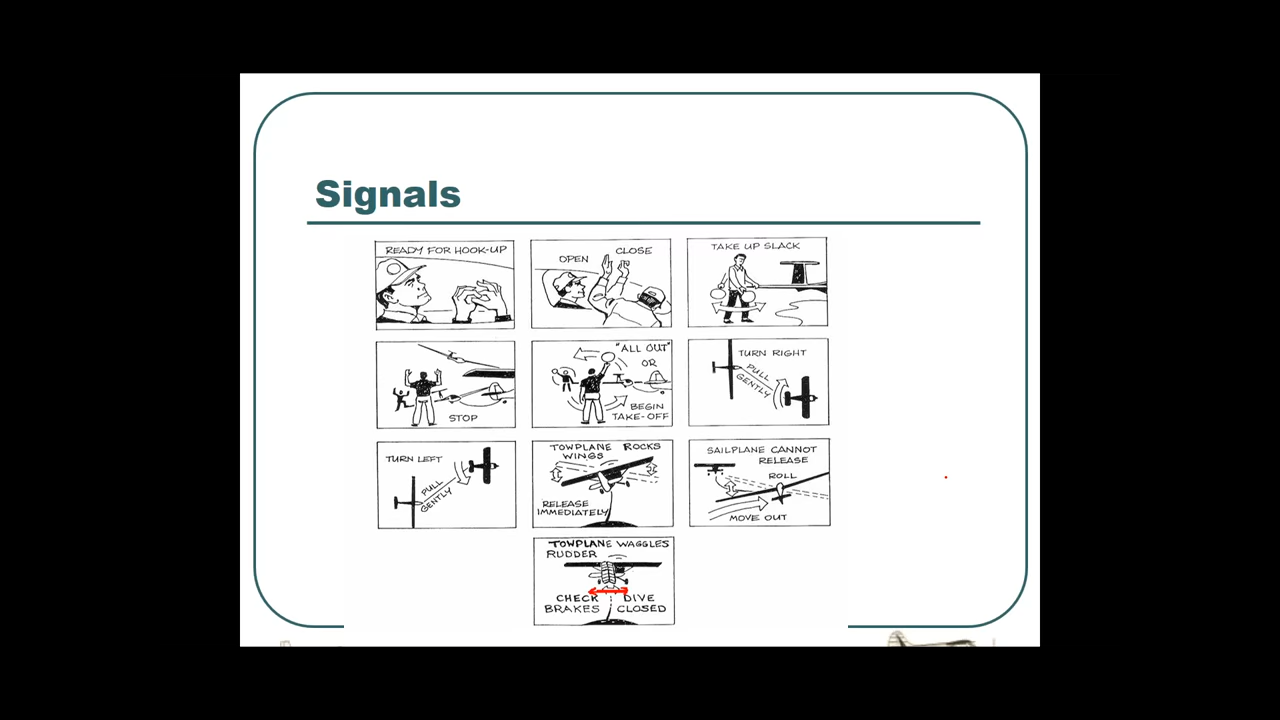 Signals
READY FOR HOOK-UP
OPEN
CLOSE
TAKE UP SLACK
STOP
"ALL OUT"
OR
BEGIN
TAKE-OFF
TURN RIGHT
PULL
GENTLY
TURN LEFT
PULL
GENTLY
TOWPLANE ROCKS
WINGS
RELEASE
IMMEDIATELY
SAILPLANE CANNOT
RELEASE
ROLL
MOVE OUT
TOWPLANE WAGGLES
RUDDER
CHECK DIVE
BRAKES CLOSED